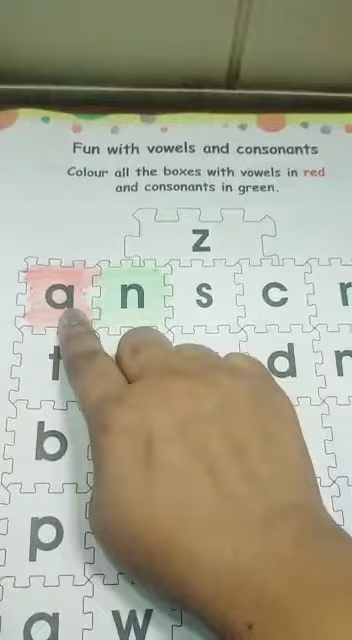 Fun with vowels and consonants
Colour all the boxes with vowels in red
and consonants in green.
z
a n s c
t d
b
p
w